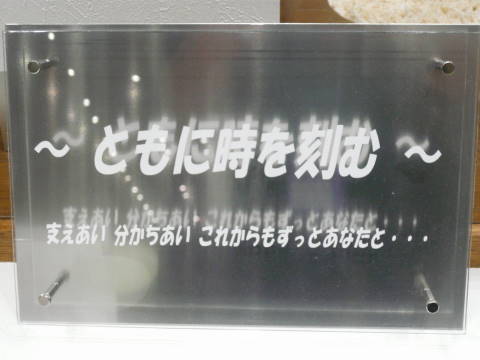 ～ ともに時を刻む ～
支えあい 分かちあい これからもずっとあなたと・・・